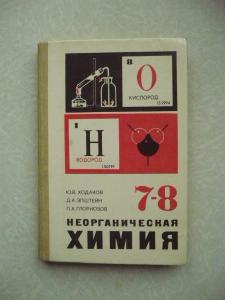 8
О
КИСЛОРОД
15.9994
1
Н
ВОДОРОД
1.00797
Ю.В. ХОДАКОВ
Д.А. ЭПШТЕЙН
П.А. ГЛОРИОЗОВ
7-8
НЕОРГАНИЧЕСКАЯ
ХИМИЯ